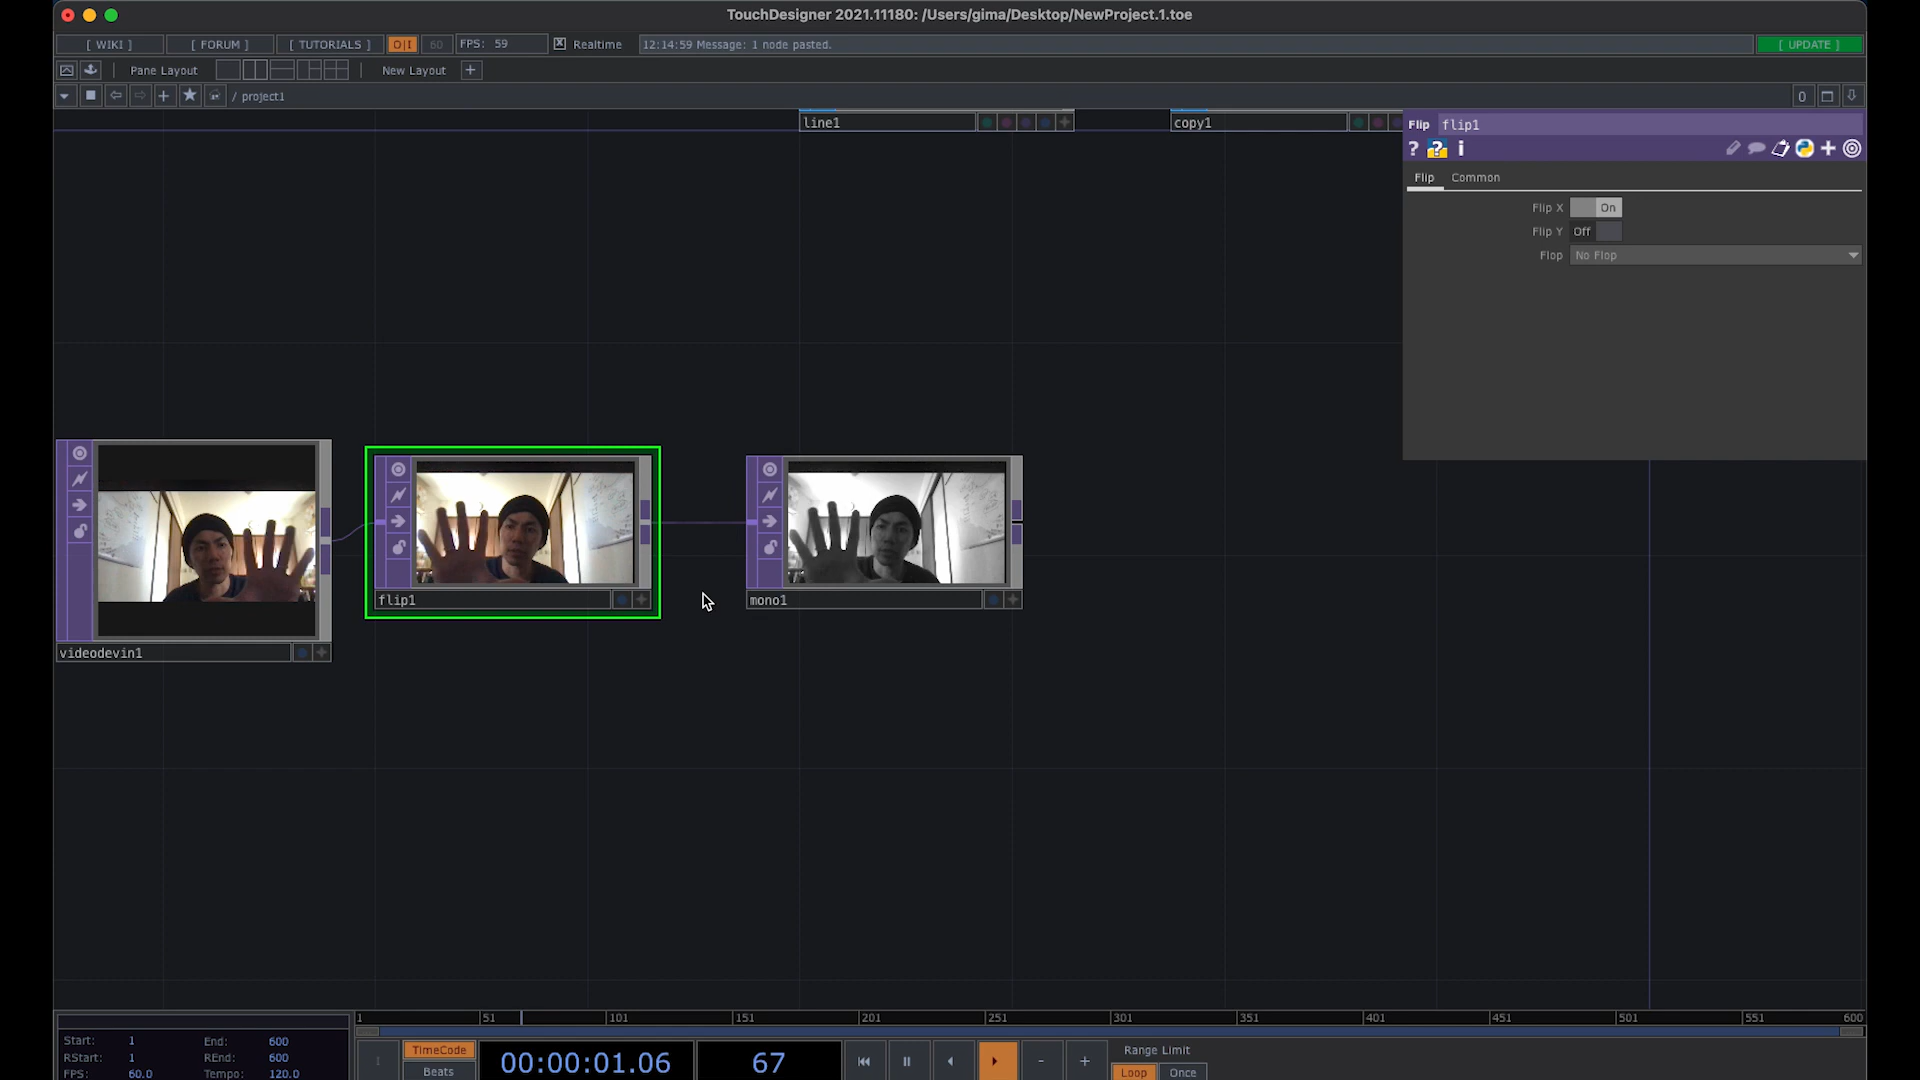 TouchDesigner 2021.11180: /Users/gima/Desktop/NewProject.1.toe
[ WIKI ] [ FORUM ] [ TUTORIALS ] O|I 60 FPS: 59 Realtime 12:14:59 Message: 1 node pasted. [ UPDATE ]
Pane Layout New Layout +
/ project1 0
line1 copy1
Flip flip1
? ? i
Flip Common
Flip X On
Flip Y Off
Flop No Flop
flip1 mono1
videodevin1
1 51 101 151 201 251 301 351 401 451 501 551 600
Start: 1 End: 600
RStart: 1 REnd: 600
FPS: 60.0 Tempo: 120.0
TimeCode
Beats
00:00:01.06 67
- +
Range Limit
Loop Once